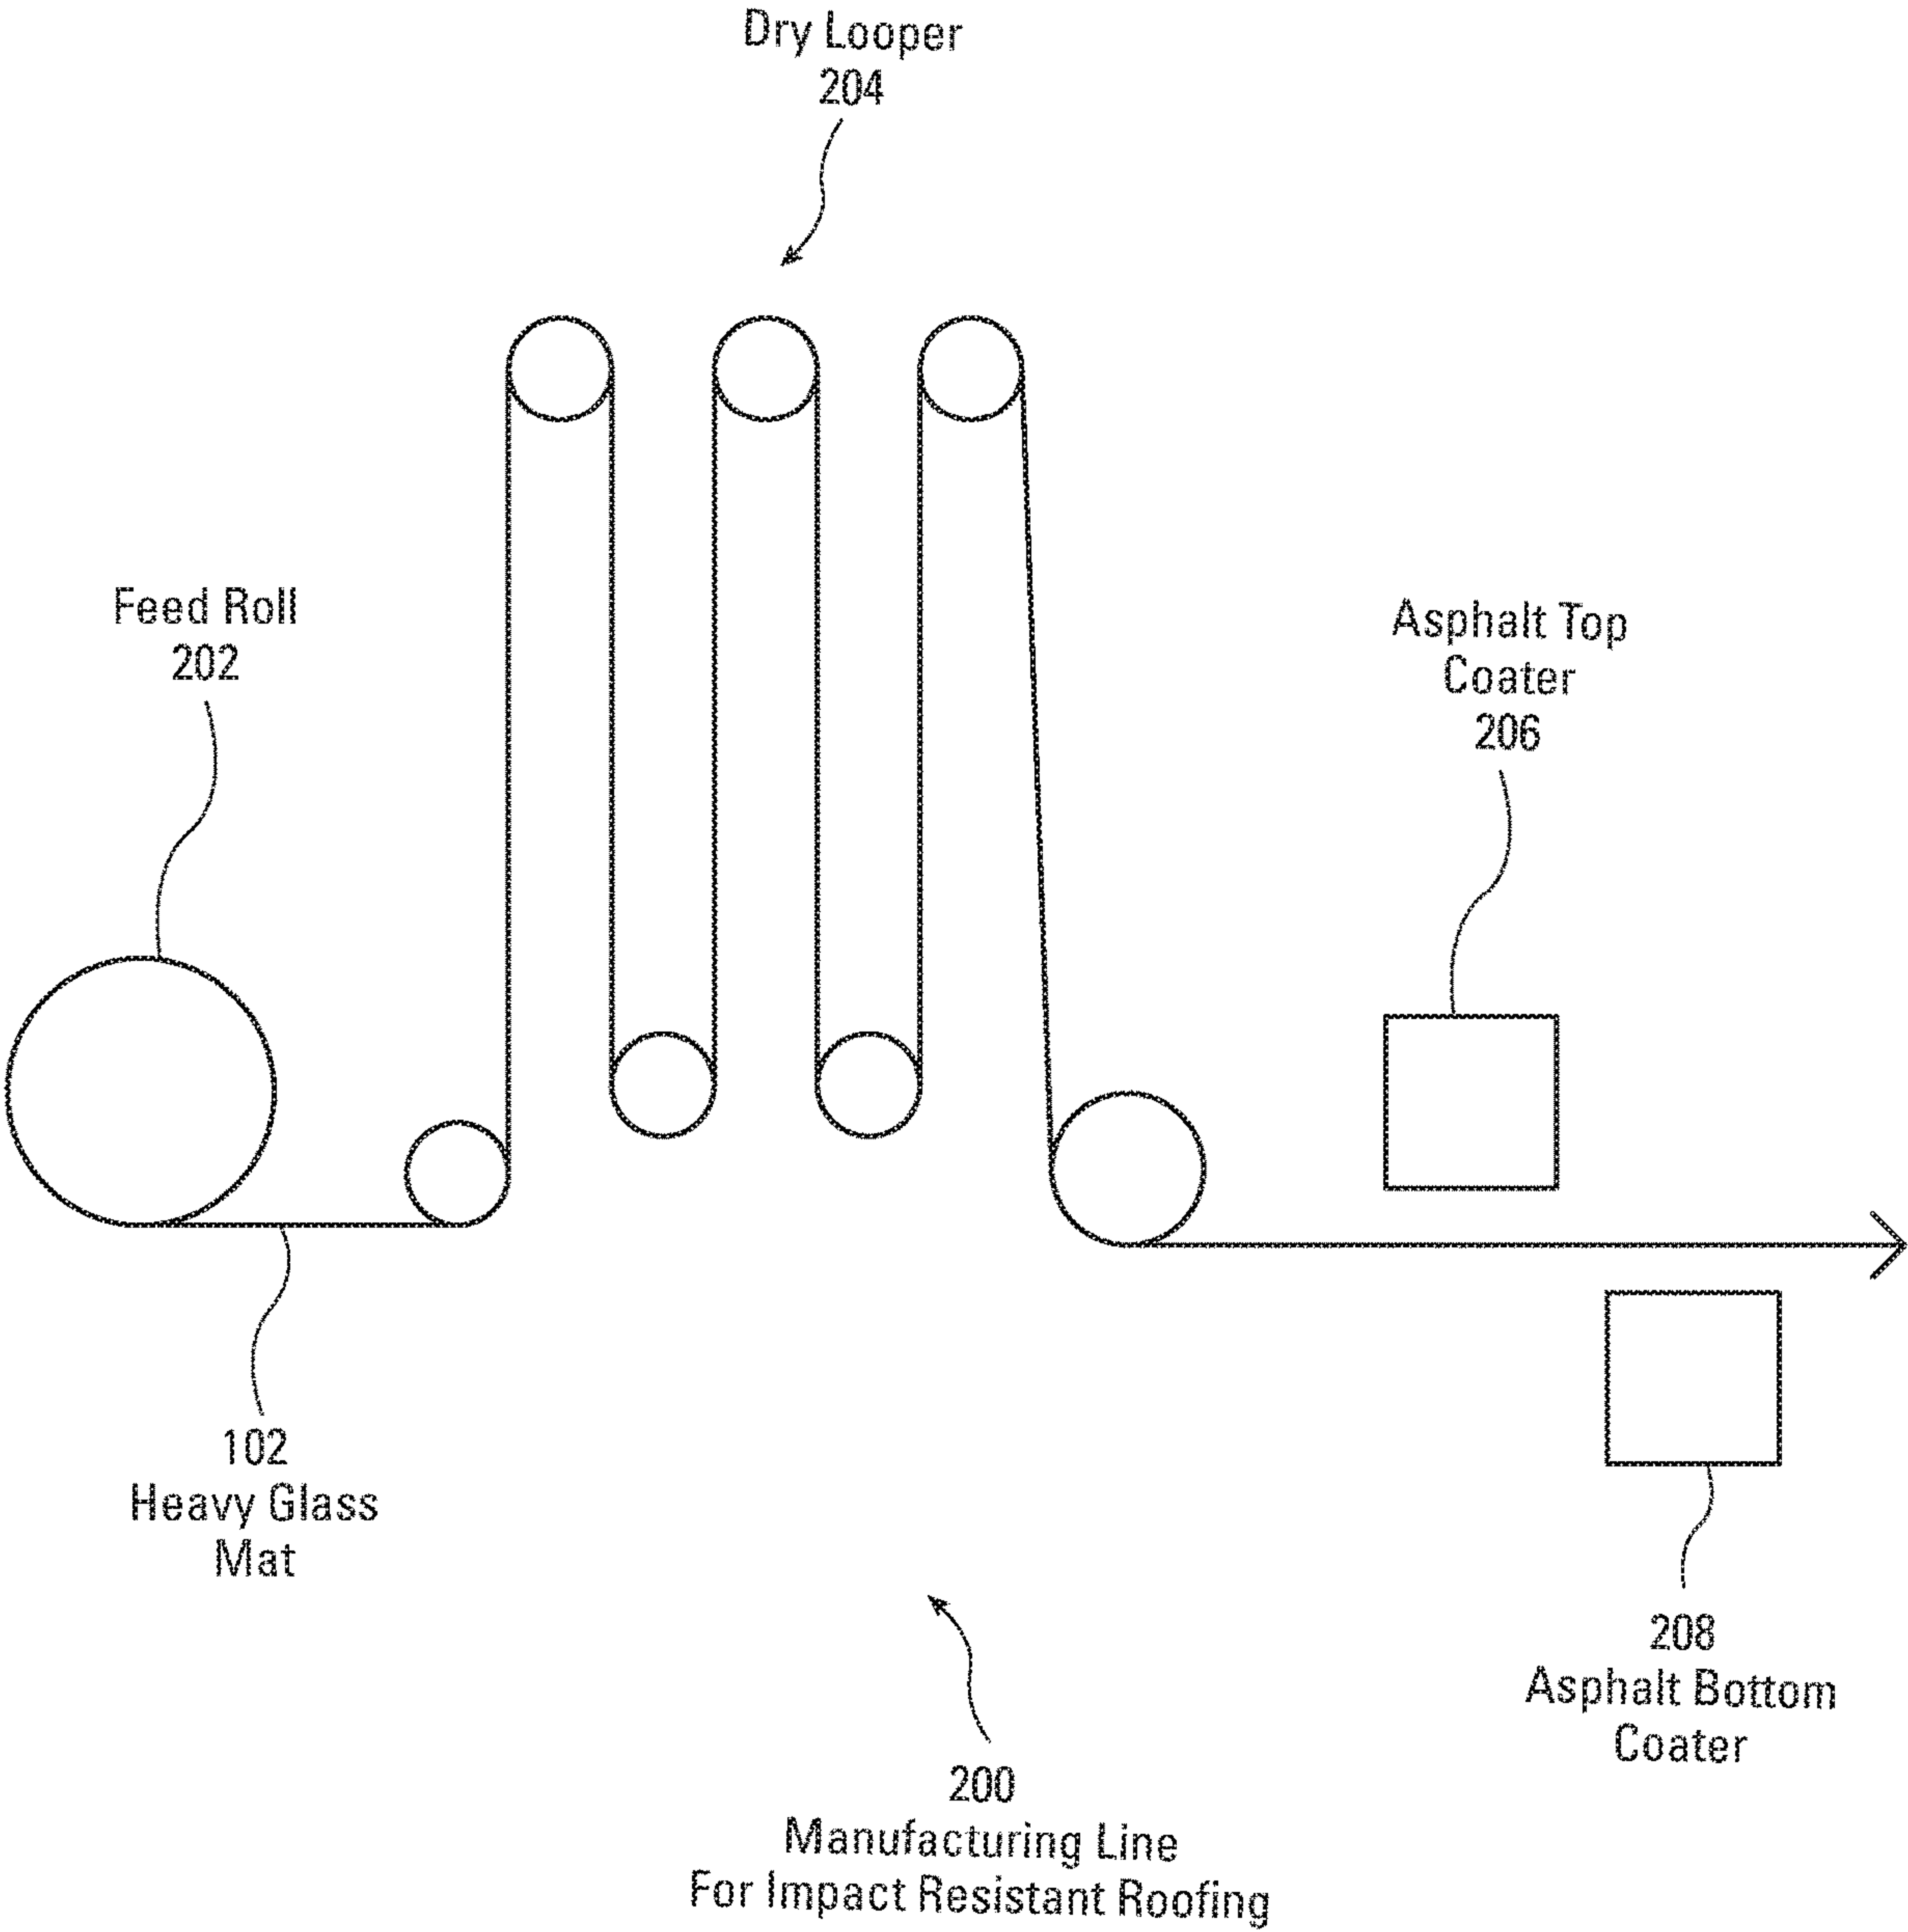 Dry Looper
204
Feed Roll
202
Asphalt Top
Coater
206
102
Heavy Glass
Mat
208
Asphalt Bottom
Coater
200
Manufacturing Line
For Impact Resistant Roofing